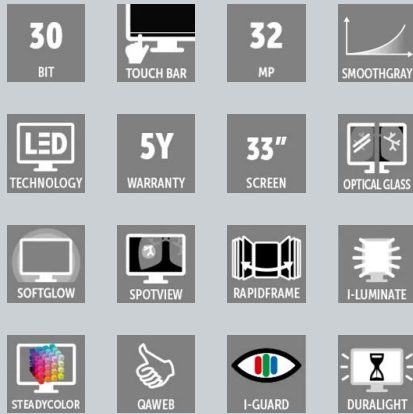 30
BIT
TOUCH BAR
32
MP
SMOOTHGRAY
LED
TECHNOLOGY
5Y
WARRANTY
33"
SCREEN
OPTICAL GLASS
SOFTGLOW
SPOTVIEW
RAPIDFRAME
I-LUMINATE
STEADYCOLOR
QAWEB
I-GUARD
DURALIGHT